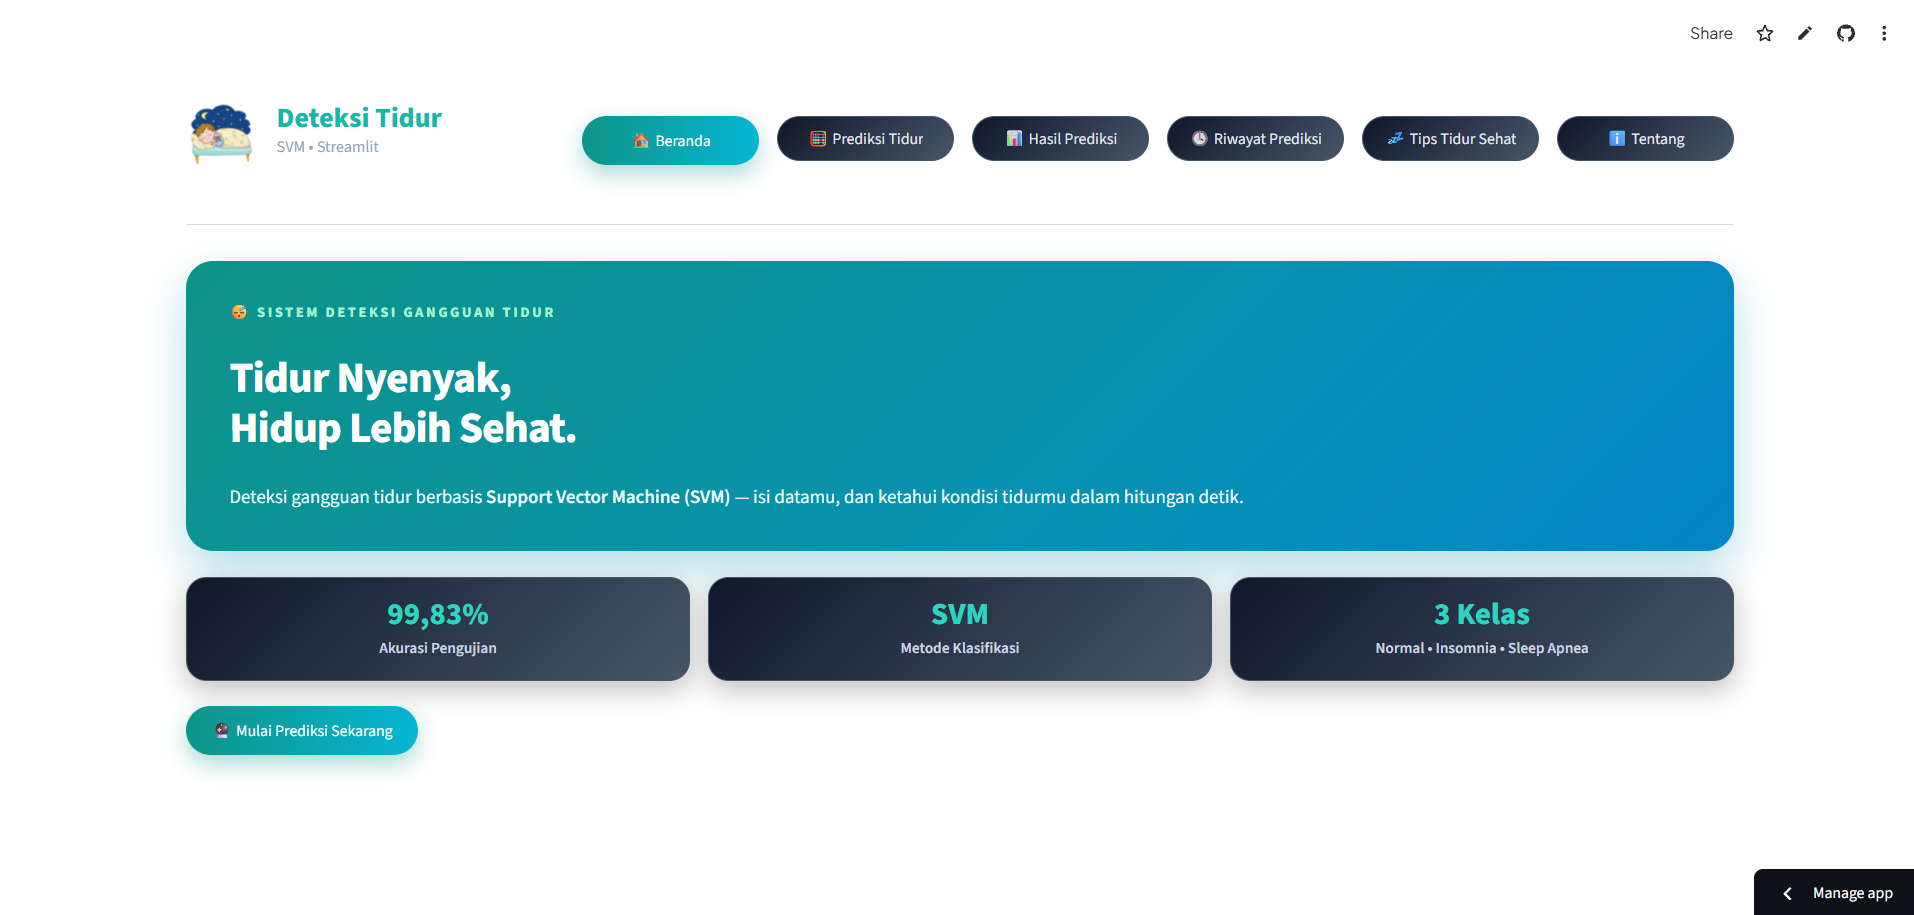 Share
Deteksi Tidur
SVM • Streamlit
Beranda
Prediksi Tidur
Hasil Prediksi
Riwayat Prediksi
Tips Tidur Sehat
Tentang
SISTEM DETEKSI GANGGUAN TIDUR
Tidur Nyenyak,
Hidup Lebih Sehat.
Deteksi gangguan tidur berbasis Support Vector Machine (SVM) — isi datamu, dan ketahui kondisi tidurmu dalam hitungan detik.
99,83%
Akurasi Pengujian
SVM
Metode Klasifikasi
3 Kelas
Normal • Insomnia • Sleep Apnea
Mulai Prediksi Sekarang
Manage app